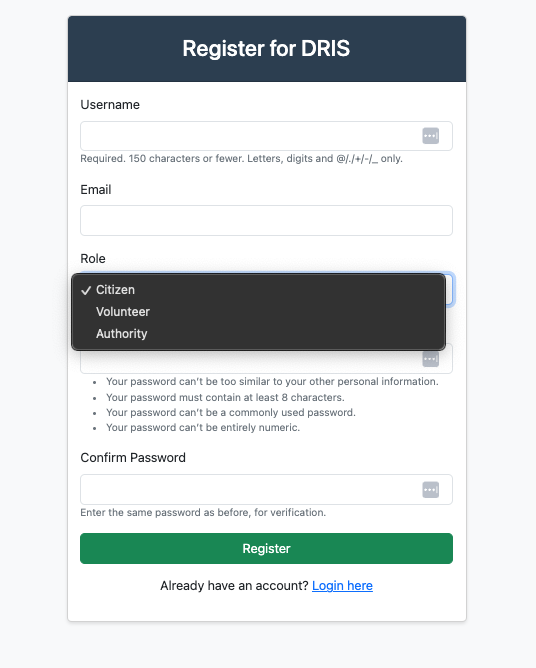 Register for DRIS
Username
Required. 150 characters or fewer. Letters, digits and @/./+/-/_ only.
Email
Role
Citizen
Volunteer
Authority
Your password can't be too similar to your other personal information.
Your password must contain at least 8 characters.
Your password can't be a commonly used password.
Your password can't be entirely numeric.
Confirm Password
Enter the same password as before, for verification.
Register
Already have an account? Login here